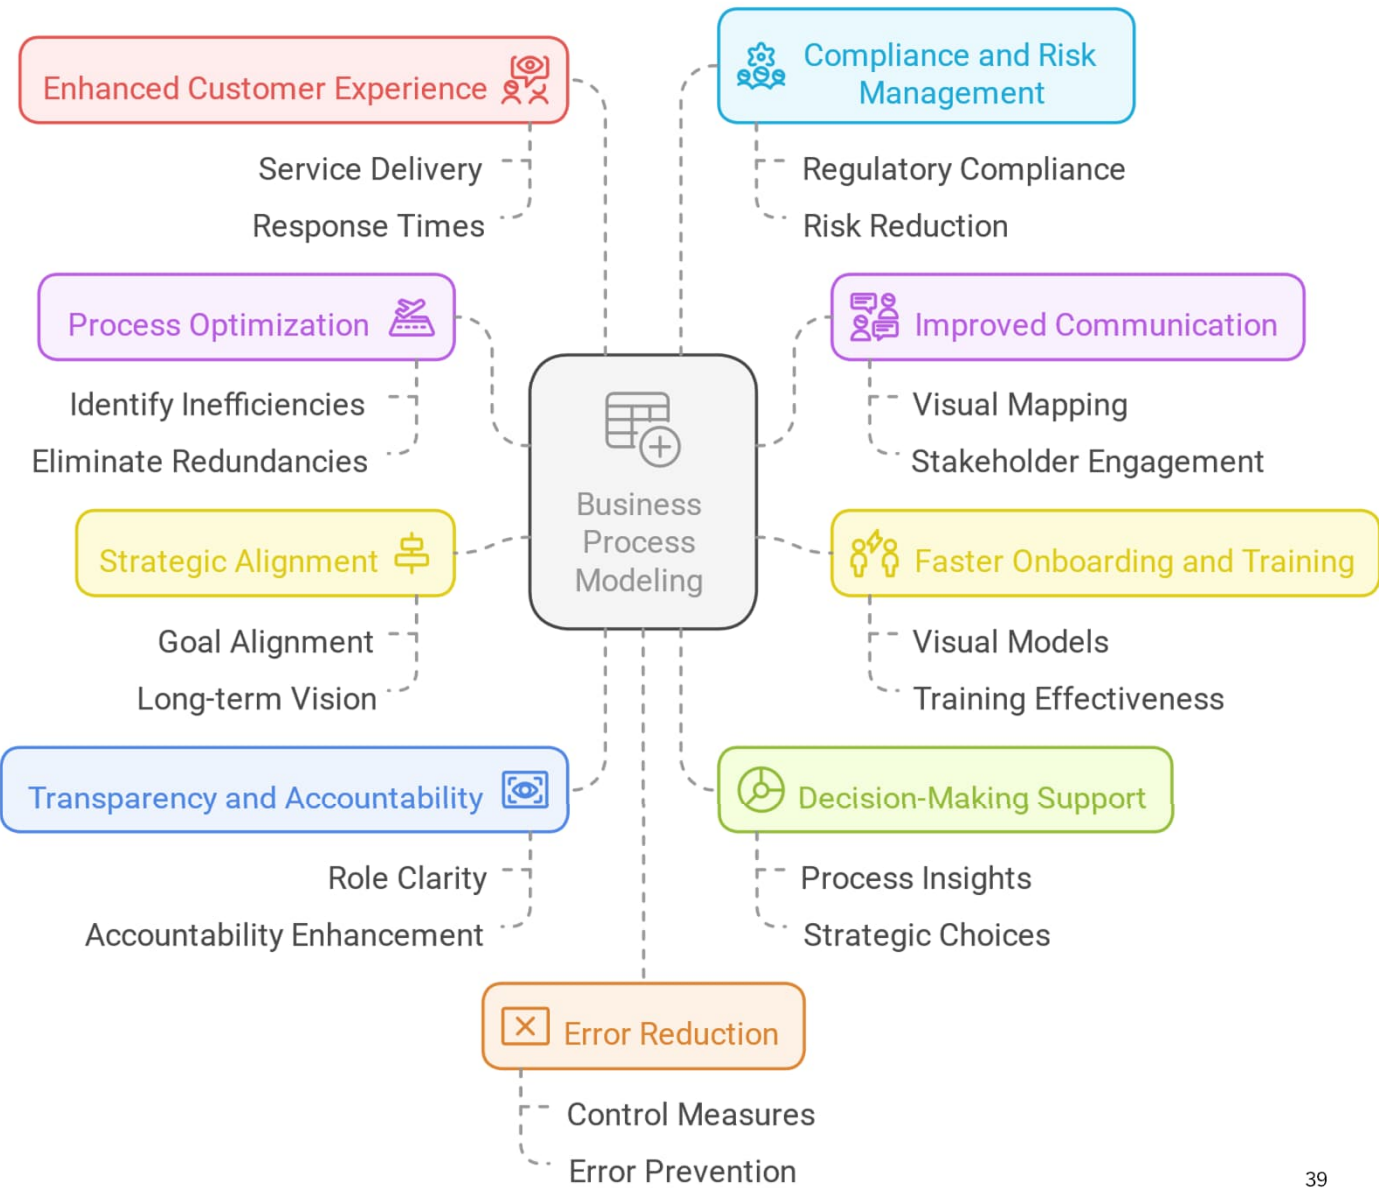 Enhanced Customer Experience
Service Delivery
Response Times
Compliance and Risk
Management
Regulatory Compliance
Risk Reduction
Process Optimization
Identify Inefficiencies
Eliminate Redundancies
Improved Communication
Visual Mapping
Stakeholder Engagement
Business
Process
Modeling
Strategic Alignment
Goal Alignment
Long-term Vision
Faster Onboarding and Training
Visual Models
Training Effectiveness
Transparency and Accountability
Role Clarity
Accountability Enhancement
Decision-Making Support
Process Insights
Strategic Choices
Error Reduction
Control Measures
Error Prevention
39